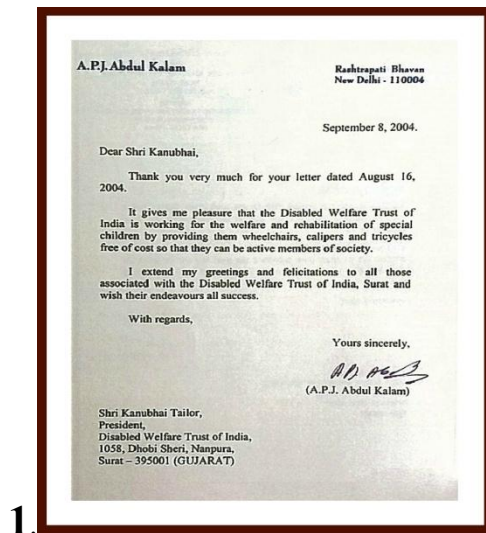 A.P.J. Abdul Kalam
Rashtrapati Bhavan
New Delhi - 110004
September 8, 2004.
Dear Shri Kanubhai,
Thank you very much for your letter dated August 16,
2004.
It gives me pleasure that the Disabled Welfare Trust of
India is working for the welfare and rehabilitation of special
children by providing them wheelchairs, calipers and tricycles
free of cost so that they can be active members of society.
I extend my greetings and felicitations to all those
associated with the Disabled Welfare Trust of India, Surat and
wish their endeavours all success.
With regards,
Yours sincerely,
(A.P.J. Abdul Kalam)
Shri Kanubhai Tailor,
President,
Disabled Welfare Trust of India,
1058, Dhobi Sheri, Nanpura,
Surat – 395001 (GUJARAT)
1.